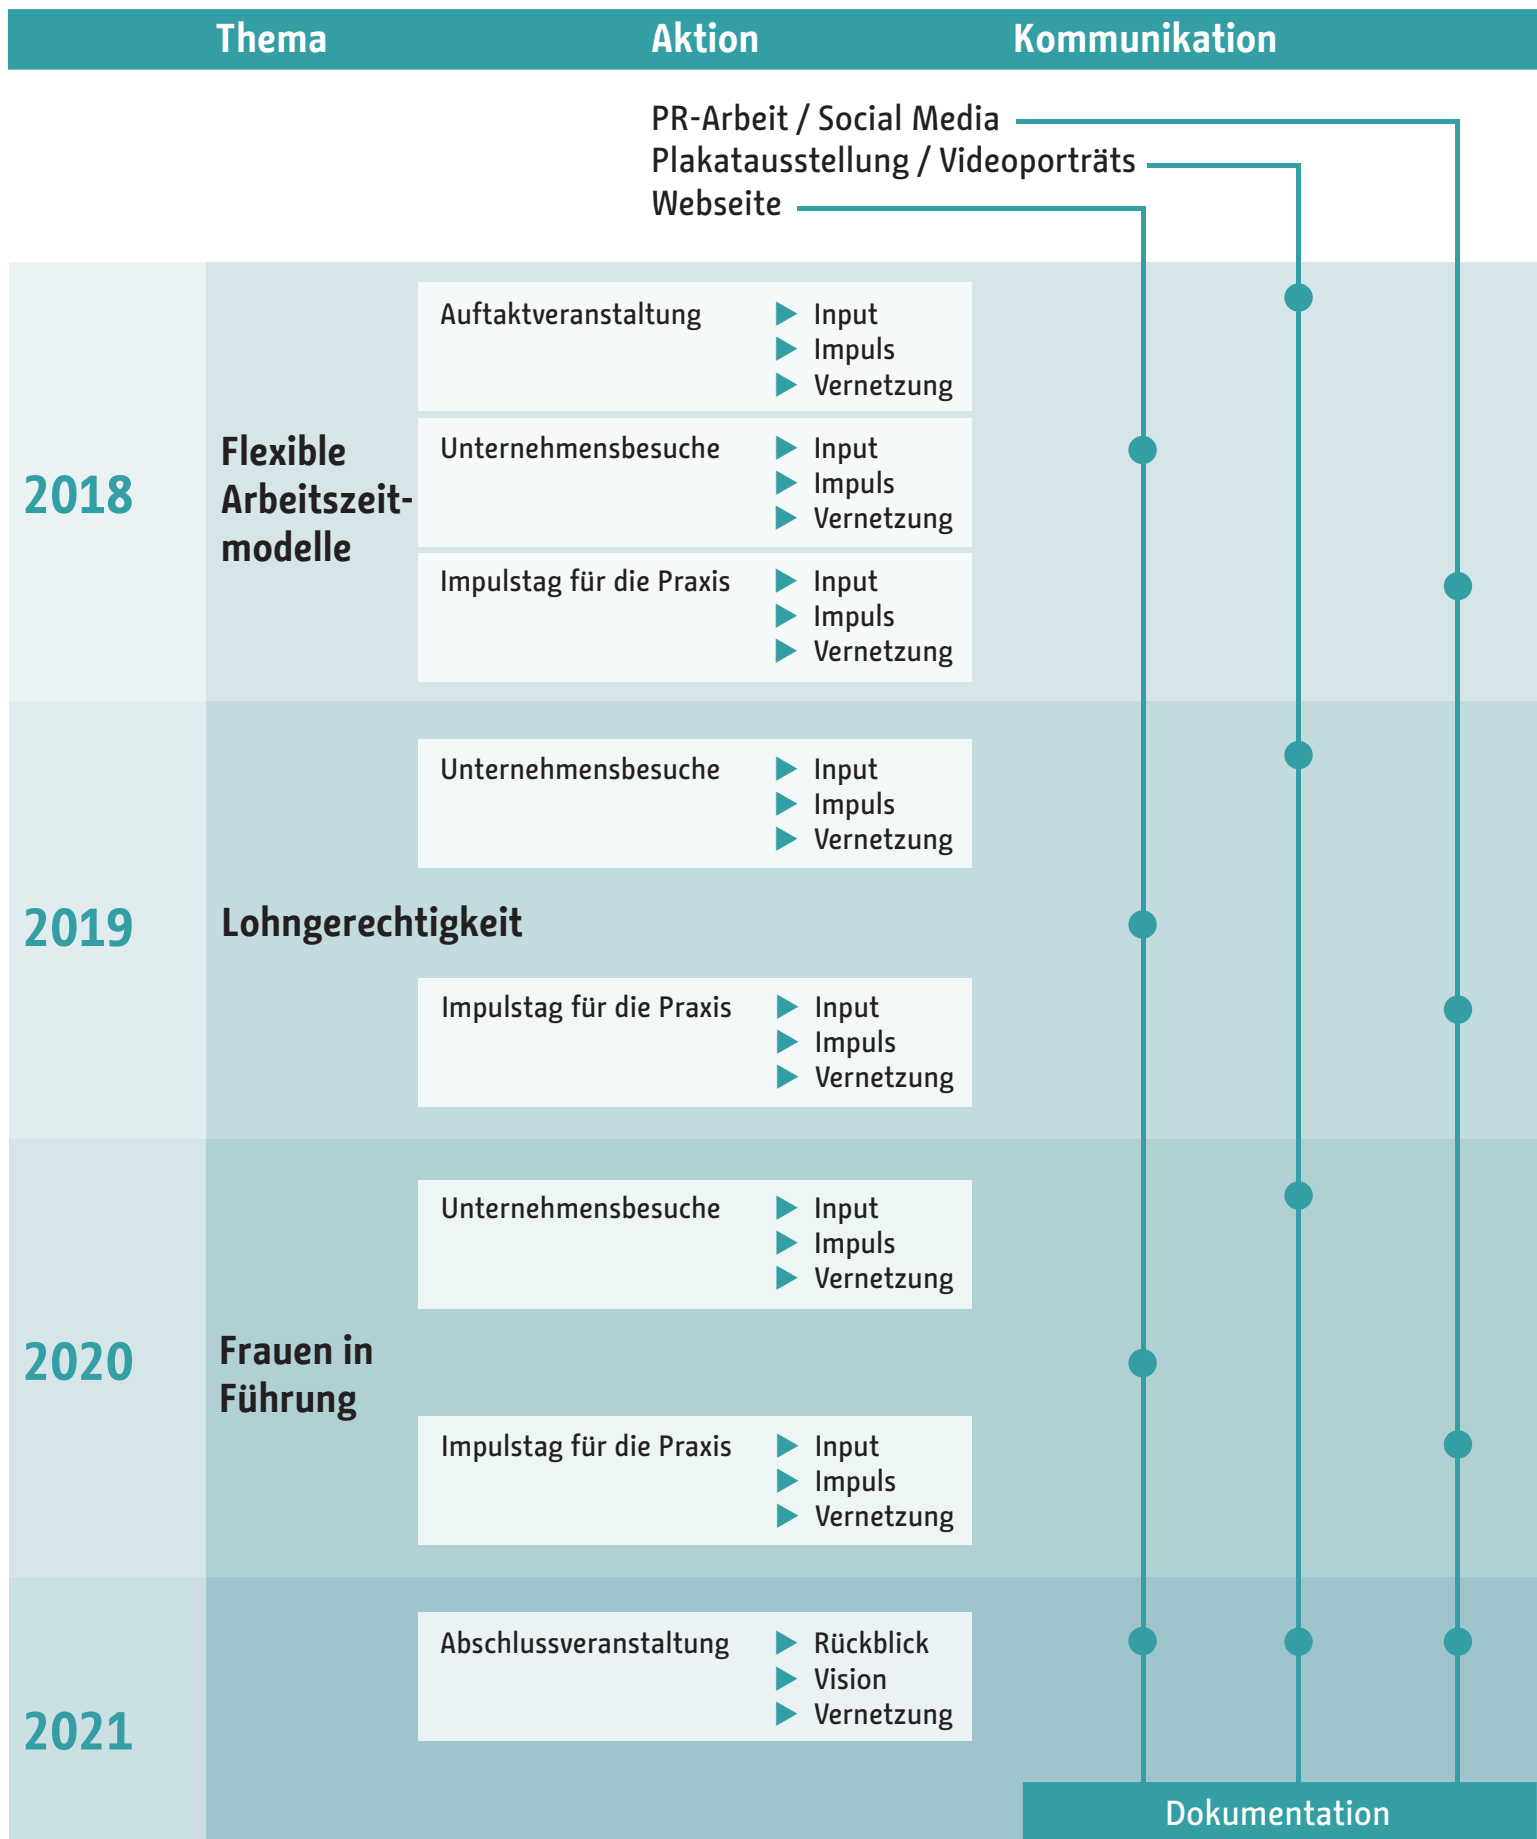 Thema Aktion Kommunikation
PR-Arbeit / Social Media
Plakatausstellung / Videoporträts
Webseite
2018
Flexible
Arbeitszeit-
modelle
Auftaktveranstaltung ▶ Input
▶ Impuls
▶ Vernetzung
Unternehmensbesuche ▶ Input
▶ Impuls
▶ Vernetzung
Impulstag für die Praxis ▶ Input
▶ Impuls
▶ Vernetzung
2019
Lohngerechtigkeit
Unternehmensbesuche ▶ Input
▶ Impuls
▶ Vernetzung
Impulstag für die Praxis ▶ Input
▶ Impuls
▶ Vernetzung
2020
Frauen in
Führung
Unternehmensbesuche ▶ Input
▶ Impuls
▶ Vernetzung
Impulstag für die Praxis ▶ Input
▶ Impuls
▶ Vernetzung
2021
Abschlussveranstaltung ▶ Rückblick
▶ Vision
▶ Vernetzung
Dokumentation